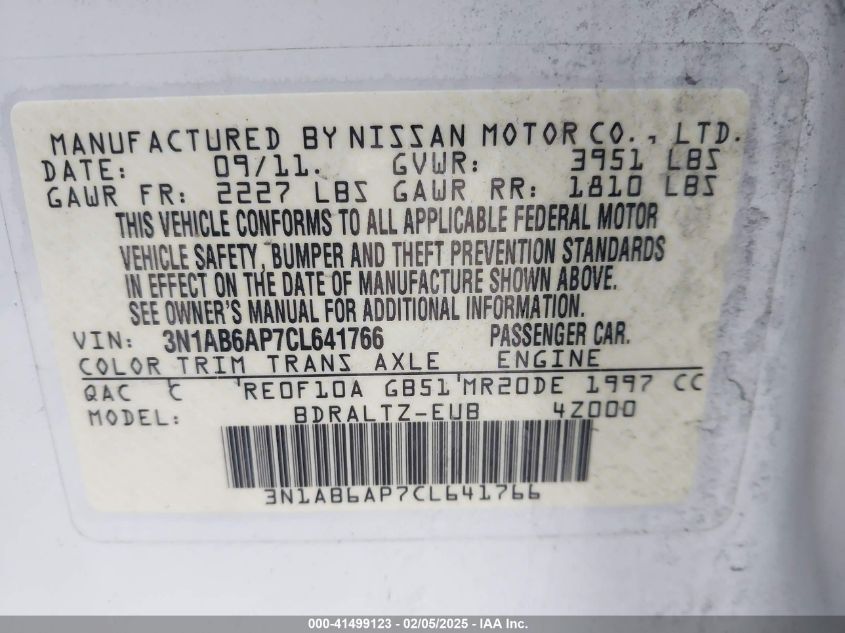 MANUFACTURED BY NISSAN MOTOR CO., LTD.
DATE: 09/11. GVWR: 3951 LBS
GAWR FR: 2227 LBS GAWR RR: 1810 LBS
THIS VEHICLE CONFORMS TO ALL APPLICABLE FEDERAL MOTOR
VEHICLE SAFETY, BUMPER AND THEFT PREVENTION STANDARDS
IN EFFECT ON THE DATE OF MANUFACTURE SHOWN ABOVE.
SEE OWNER'S MANUAL FOR ADDITIONAL INFORMATION.
VIN: 3N1AB6AP7CL641766 PASSENGER CAR.
COLOR TRIM TRANS AXLE ENGINE
QAC C RE0F10A GB51 MR20DE 1997 CC
MODEL: BDRALTZ-EUB 4Z000
3N1AB6AP7CL641766
000-41499123 - 02/05/2025 - IAA Inc.